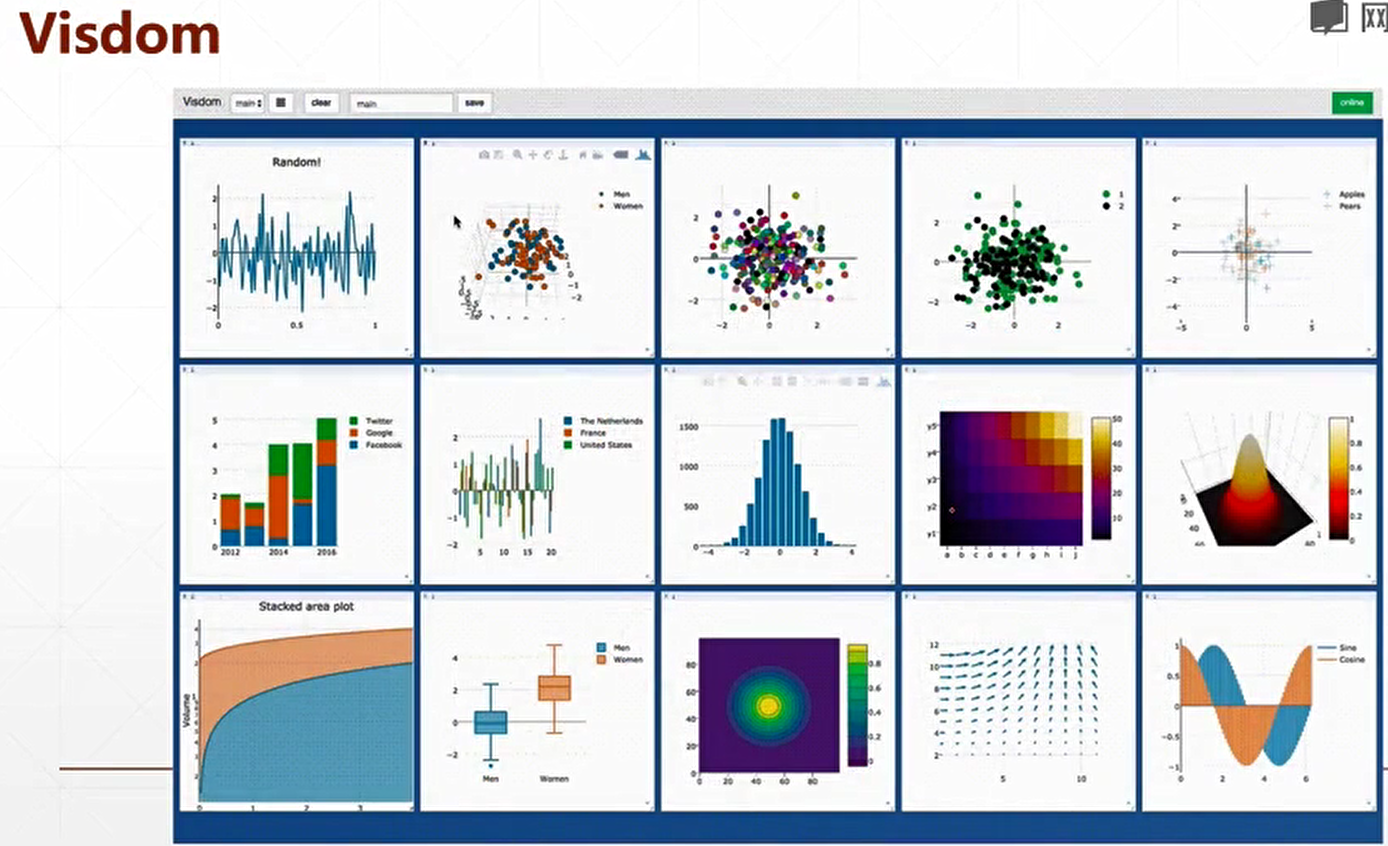 Visdom
Visdom main clear main save online
Random!
2
1
0
−1
−2
0 0.5 1
Men
Women
1
0
−1
−2
2
0
−2
−2 0 2
1
2
2
0
−2
−2 0 2
Apples
Pears
4
2
0
−2
−4
−5 0 5
Twitter
Google
Facebook
5
4
3
2
1
0
2012 2014 2016
The Netherlands
France
United States
2
1
0
−1
−2
5 10 15 20
1500
1000
500
0
−4 −2 0 2 4
y5
y4
y3
y2
y1
a b c d e f g h i j
50
40
30
20
10
0
20
40
1
0.8
0.6
0.4
0.2
0
Stacked area plot
Volume
0 1 2 3
Men
Women
4
2
0
−2
Men Women
80
60
40
20
0
0 20 40 60 80
0.8
0.6
0.4
0.2
0
12
10
8
6
4
2
5 10
Sine
Cosine
1
0.5
0
−0.5
−1
0 2 4 6